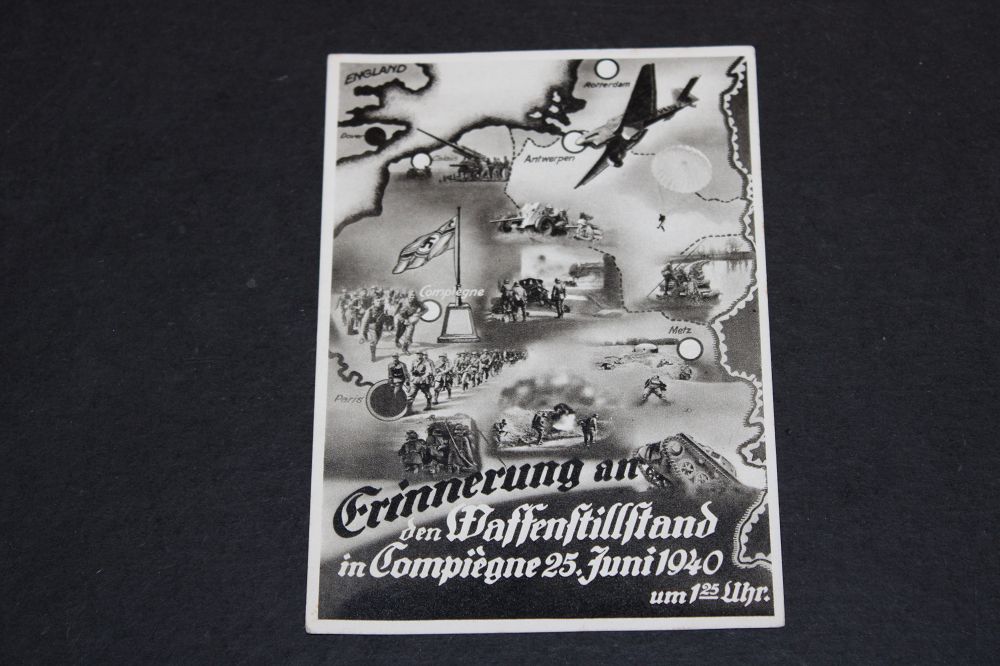 ENGLAND
Rotterdam
Dover
Calais
Antwerpen
Compiègne
Metz
Paris
Erinnerung an
den Waffenstillstand
in Compiègne 25. Juni 1940
um 1 25 Uhr.